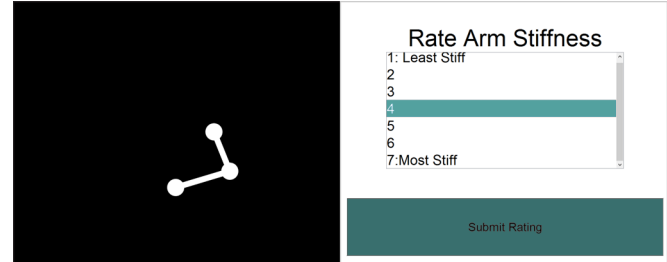 Rate Arm Stiffness
1: Least Stiff
2
3
4
5
6
7:Most Stiff
Submit Rating